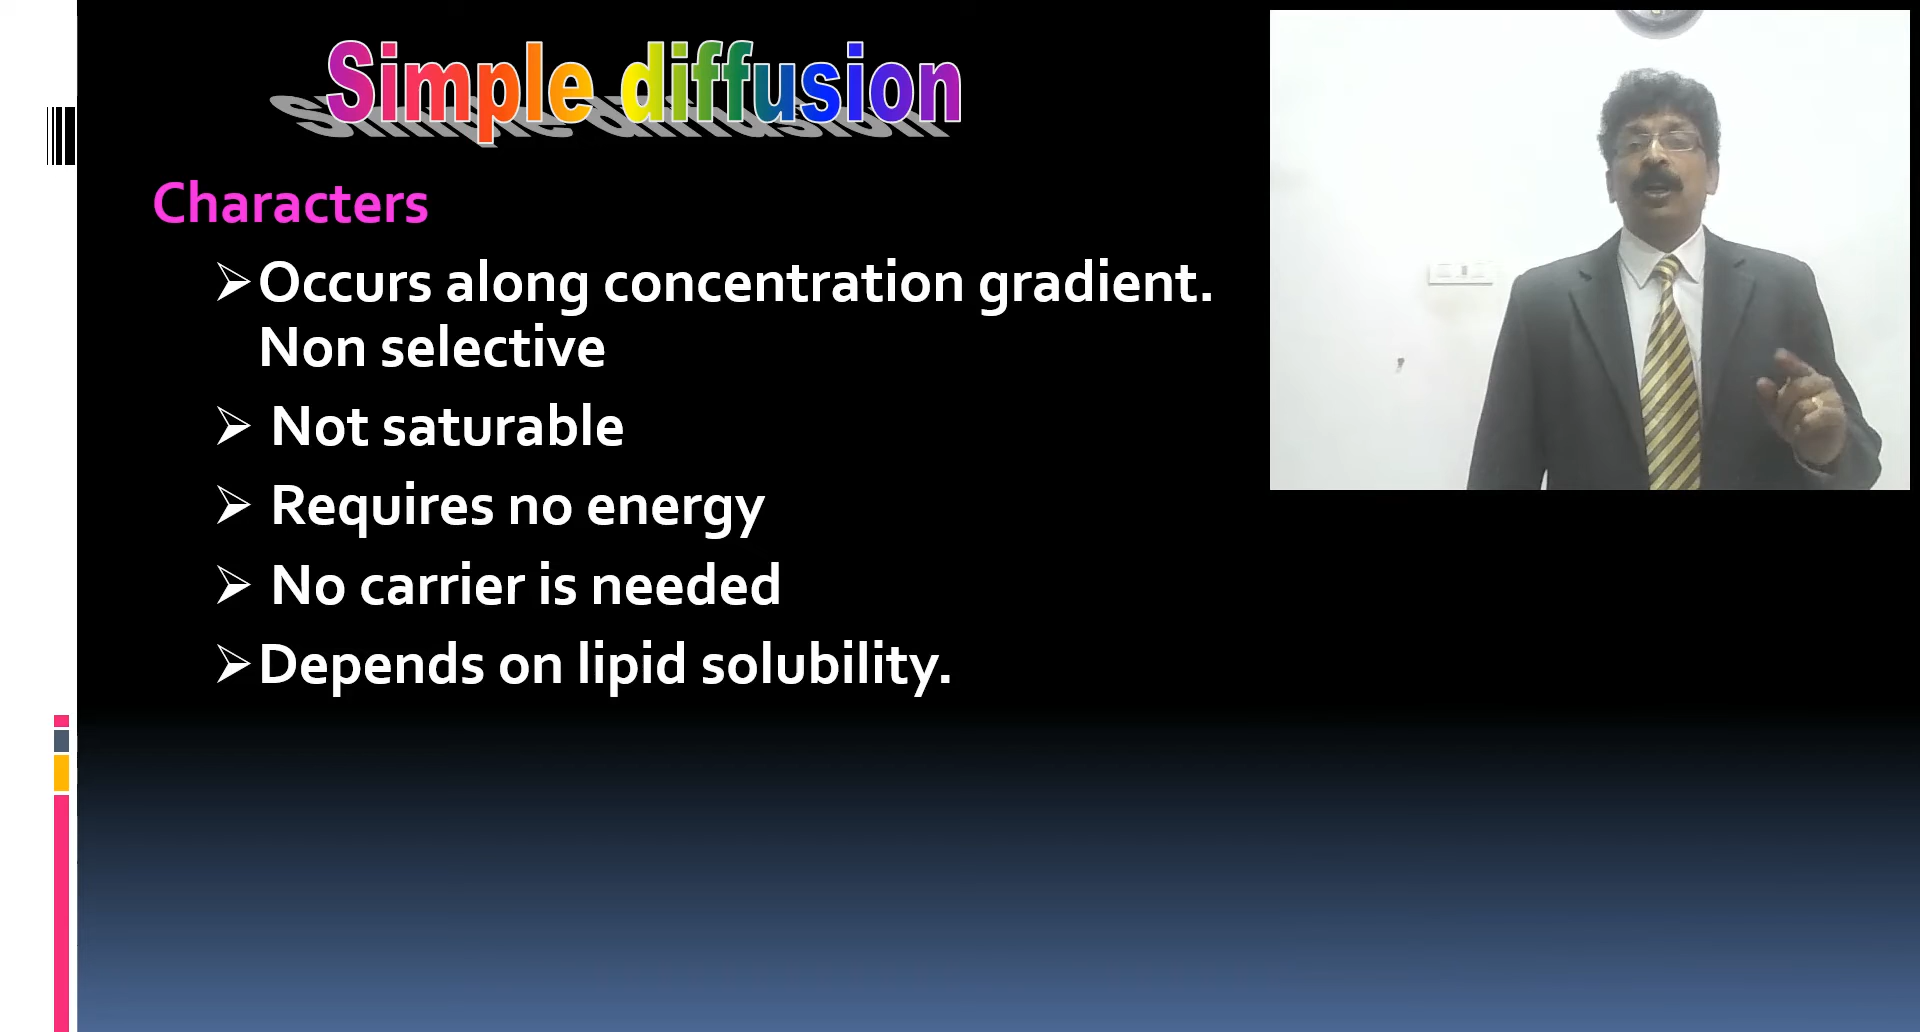 Simple diffusion
Characters
Occurs along concentration gradient.
Non selective
Not saturable
Requires no energy
No carrier is needed
Depends on lipid solubility.